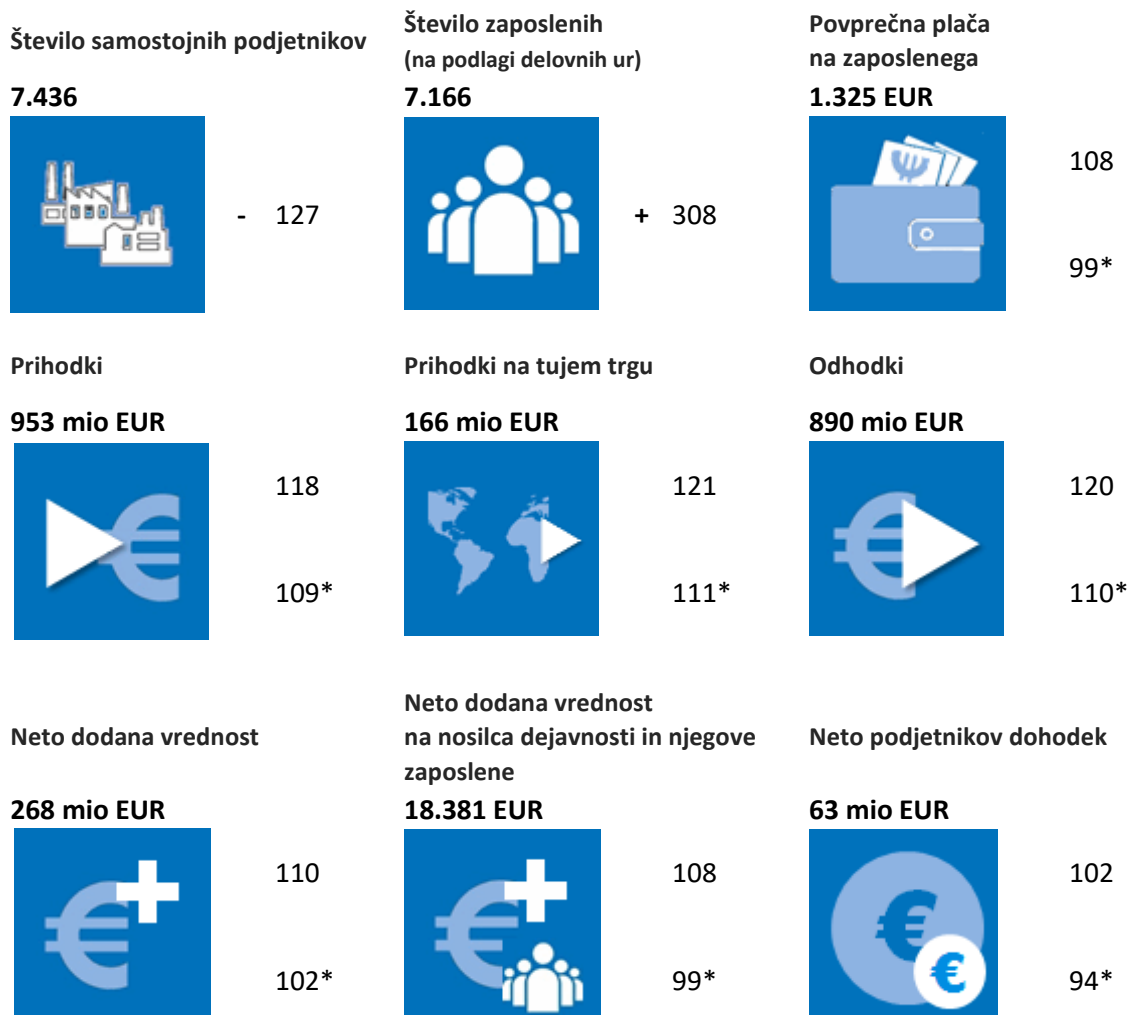 Število samostojnih podjetnikov
7.436
- 127
Število zaposlenih
(na podlagi delovnih ur)
7.166
+ 308
Povprečna plača
na zaposlenega
1.325 EUR
108
99*
Prihodki
953 mio EUR
118
109*
Prihodki na tujem trgu
166 mio EUR
121
111*
Odhodki
890 mio EUR
120
110*
Neto dodana vrednost
268 mio EUR
110
102*
Neto dodana vrednost
na nosilca dejavnosti in njegove
zaposlene
18.381 EUR
108
99*
Neto podjetnikov dohodek
63 mio EUR
102
94*